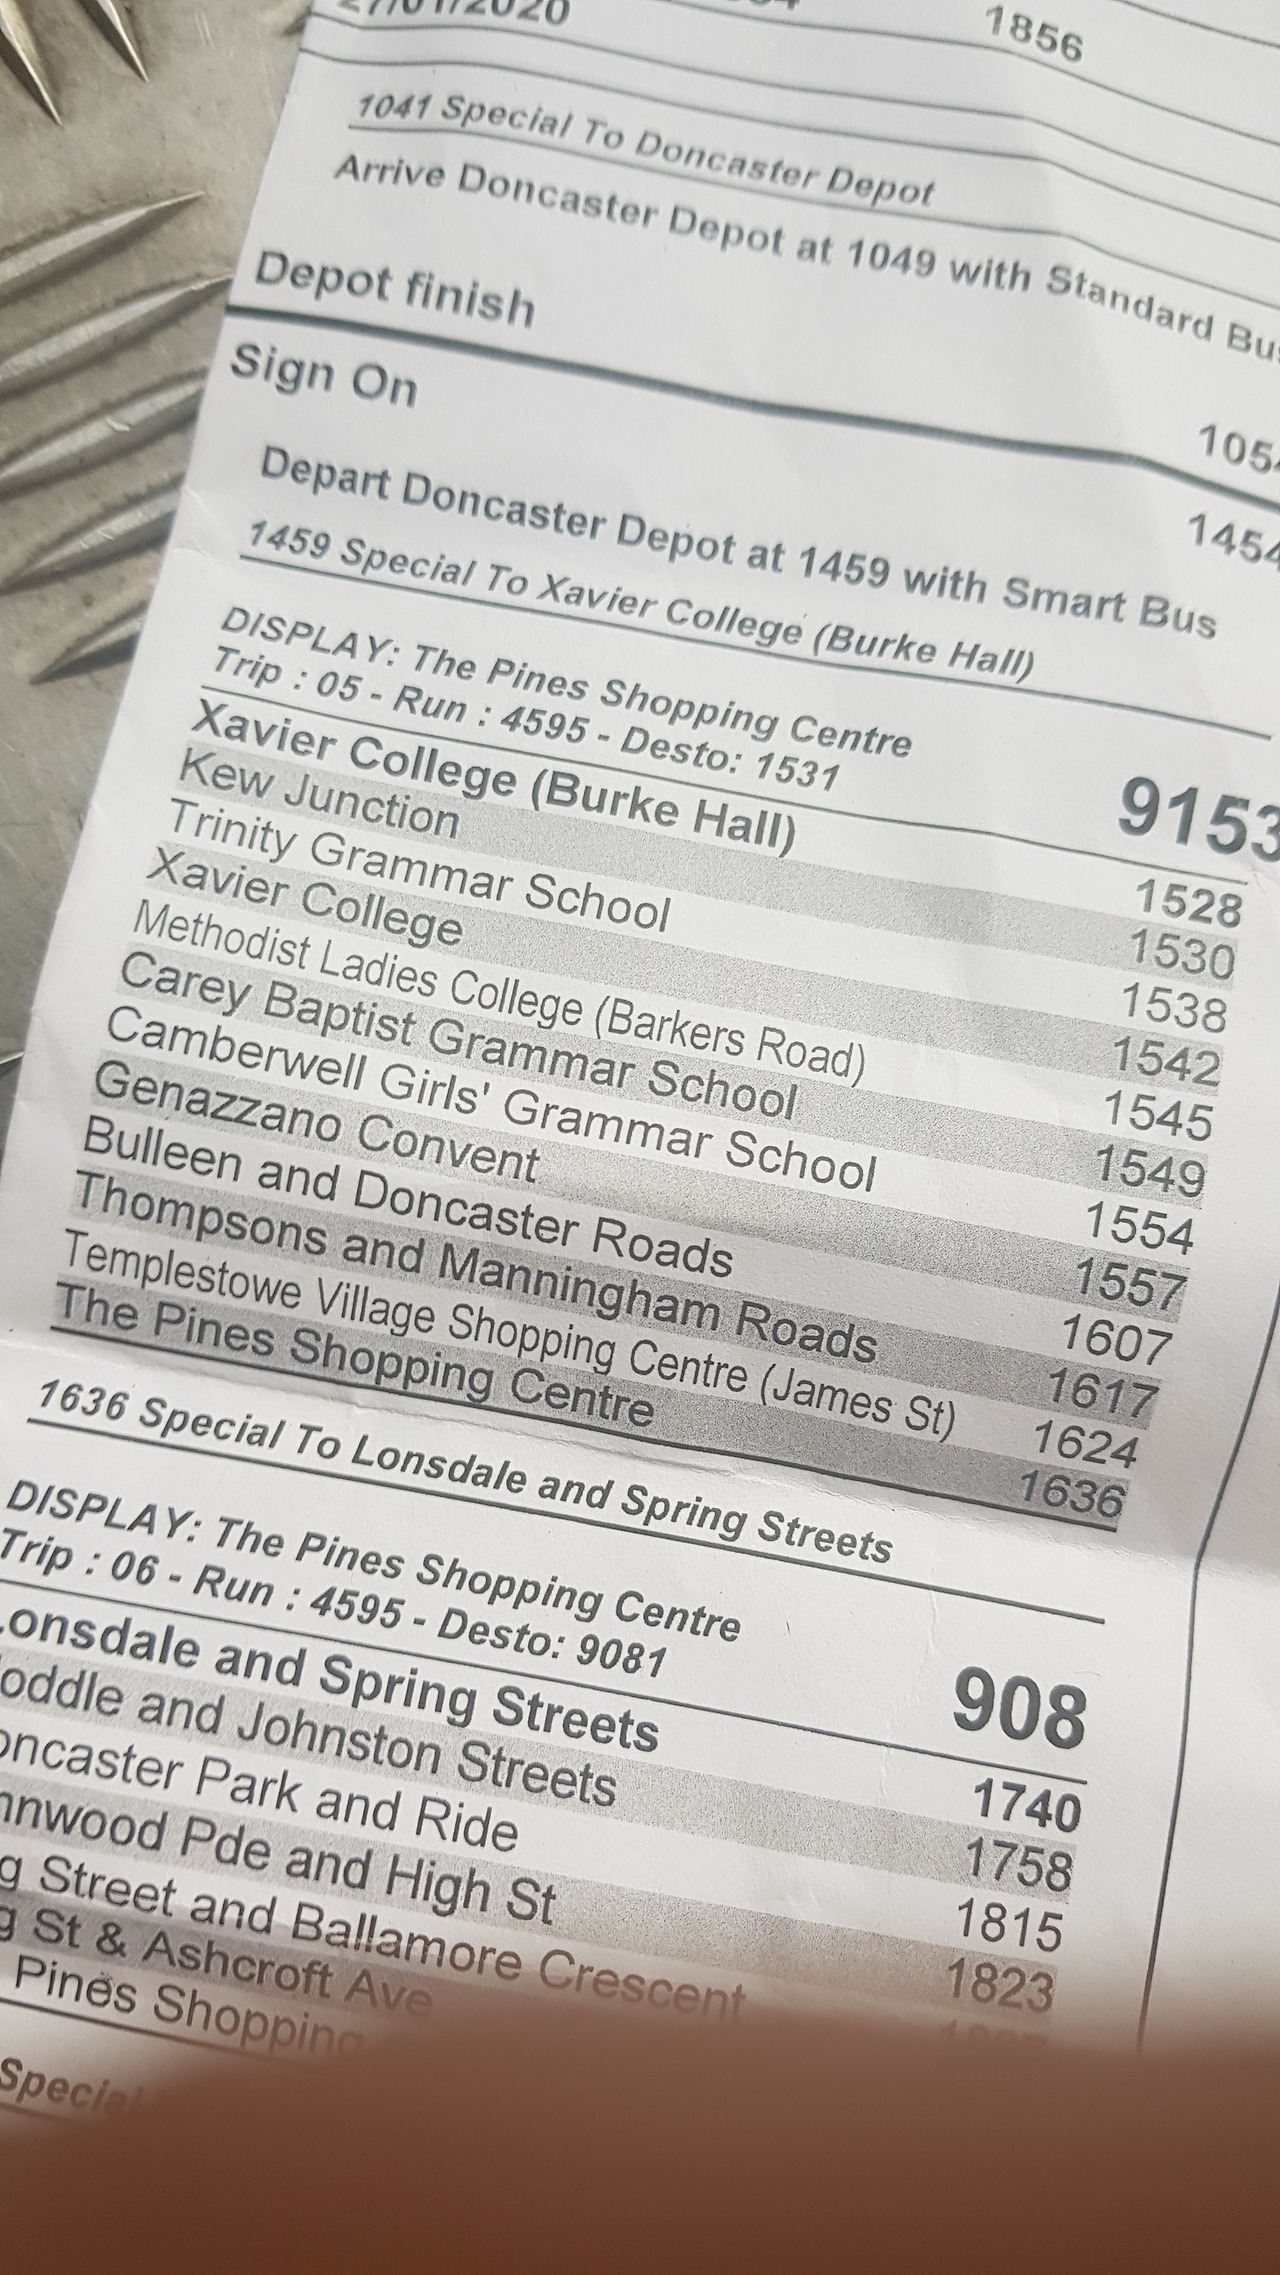 27/01/2020
1856
1041 Special To Doncaster Depot
Arrive Doncaster Depot at 1049 with Standard
Depot finish
Sign On
1454
Depart Doncaster Depot at 1459 with Smart Bus
1459 Special To Xavier College (Burke Hall)
DISPLAY: The Pines Shopping Centre
Trip : 05 - Run : 4595 - Desto: 1531
9153
Xavier College (Burke Hall) 1528
Kew Junction 1530
Trinity Grammar School 1538
Xavier College 1542
Methodist Ladies College (Barkers Road) 1545
Carey Baptist Grammar School 1549
Camberwell Girls' Grammar School 1554
Genazzano Convent 1557
Bulleen and Doncaster Roads 1607
Thompsons and Manningham Roads 1617
Templestowe Village Shopping Centre (James St) 1624
The Pines Shopping Centre 1636
1636 Special To Lonsdale and Spring Streets
DISPLAY: The Pines Shopping Centre
Trip : 06 - Run : 4595 - Desto: 9081
908
Lonsdale and Spring Streets 1740
oddle and Johnston Streets 1758
oncaster Park and Ride 1815
nwood Pde and High St 1823
g Street and Ballamore Crescent
g St & Ashcroft Ave
Pines Shopping
Special